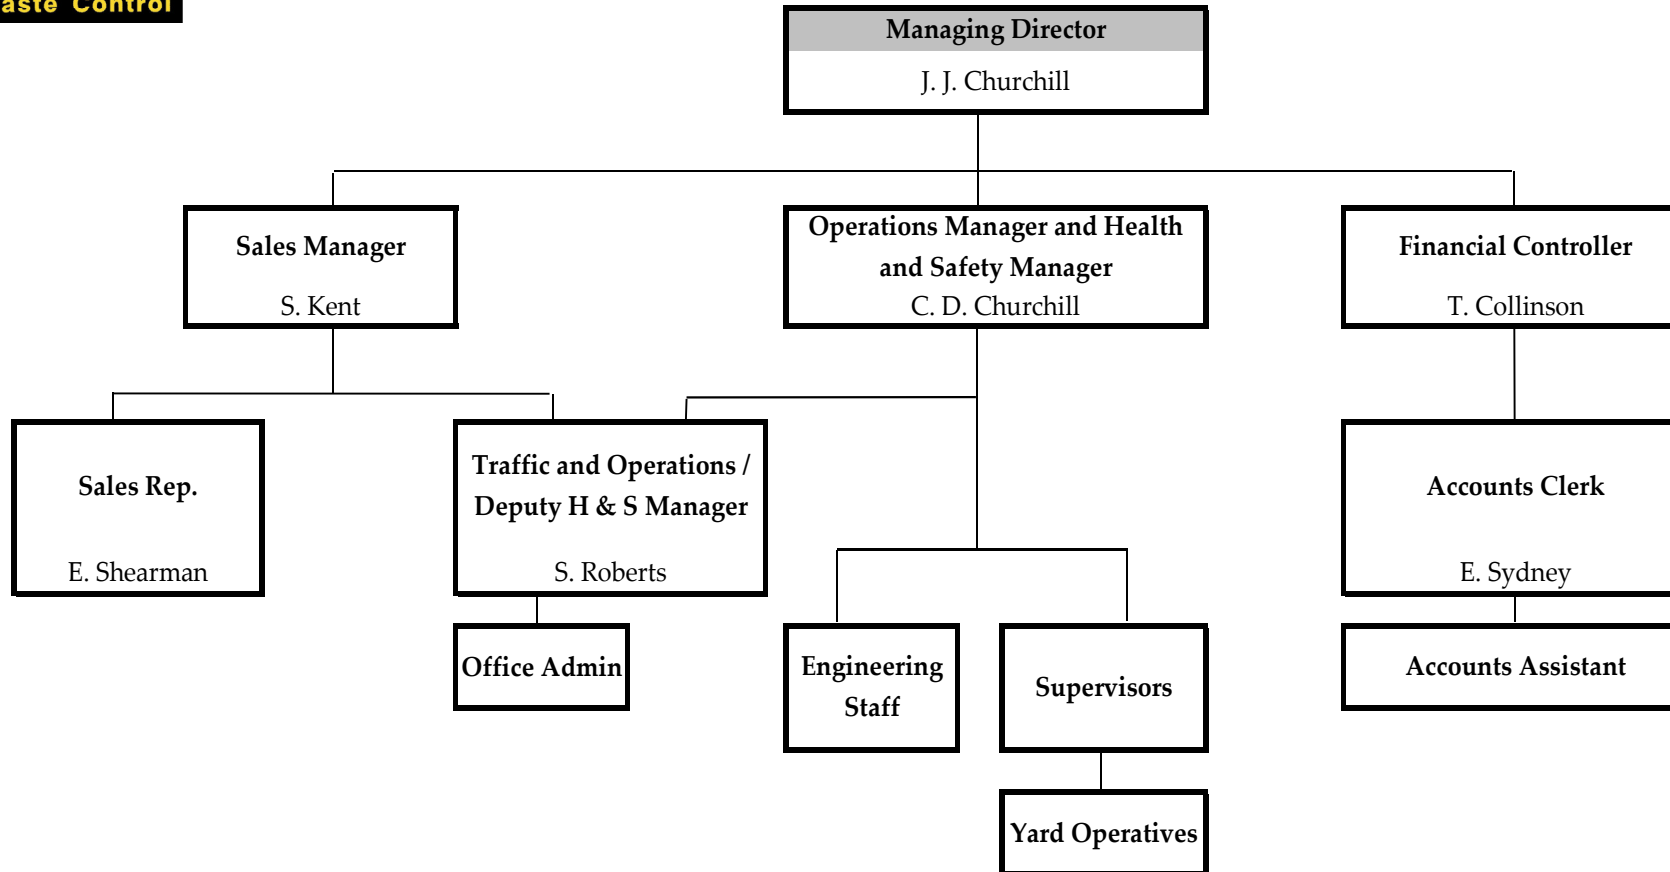 Control
Managing Director
J. J. Churchill
Sales Manager
S. Kent
Operations Manager and Health
and Safety Manager
C. D. Churchill
Financial Controller
T. Collinson
Sales Rep.
E. Shearman
Traffic and Operations /
Deputy H & S Manager
S. Roberts
Accounts Clerk
E. Sydney
Office Admin
Engineering
Staff
Supervisors
Accounts Assistant
Yard Operatives